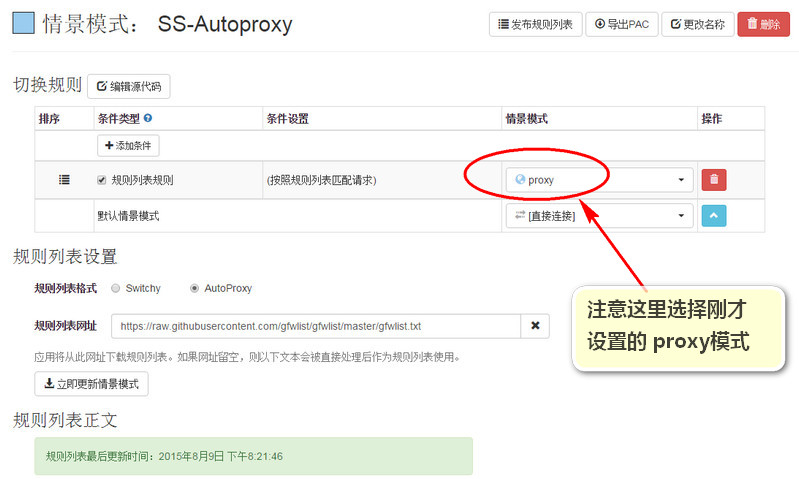 情景模式： SS-Autoproxy
发布规则列表
导出PAC
更改名称
删除
切换规则
编辑源代码
排序 条件类型 条件设置 情景模式 操作
添加条件
规则列表规则 (按照规则列表匹配请求) proxy
默认情景模式 [直接连接]
规则列表设置
规则列表格式 Switchy AutoProxy
注意这里选择刚才
设置的 proxy模式
规则列表网址 https://raw.githubusercontent.com/gfwlist/gfwlist/master/gfwlist.txt
应用将从此网址下载规则列表。如果网址留空，则以下文本会被直接处理后作为规则列表使用。
立即更新情景模式
规则列表正文
规则列表最后更新时间：2015年8月9日 下午8:21:46